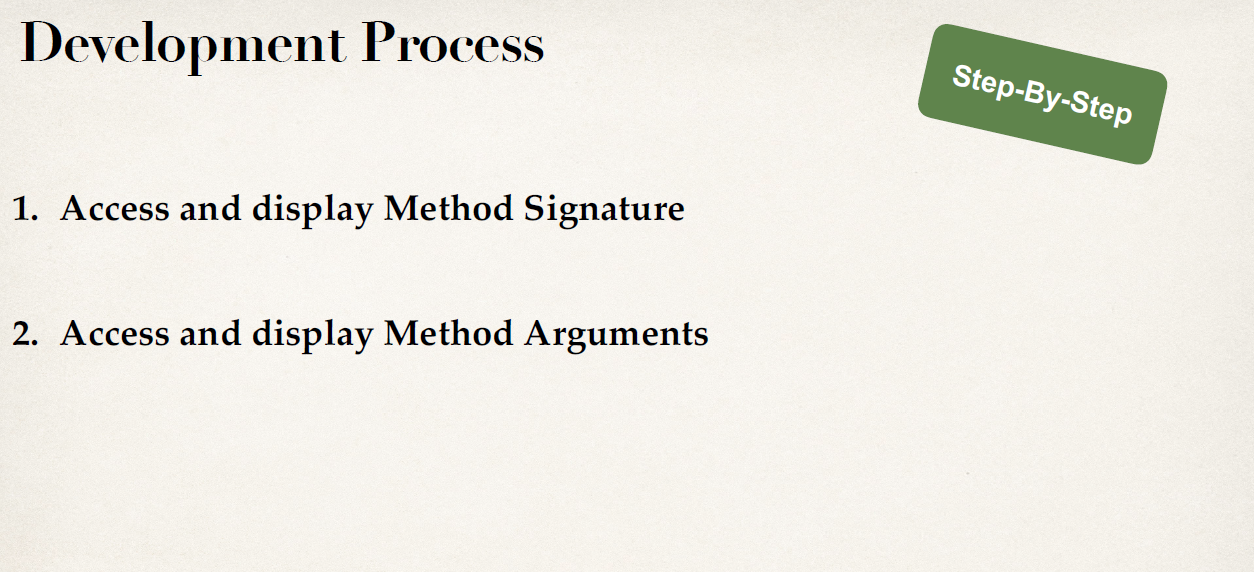 Development Process
Step-By-Step
1. Access and display Method Signature
2. Access and display Method Arguments